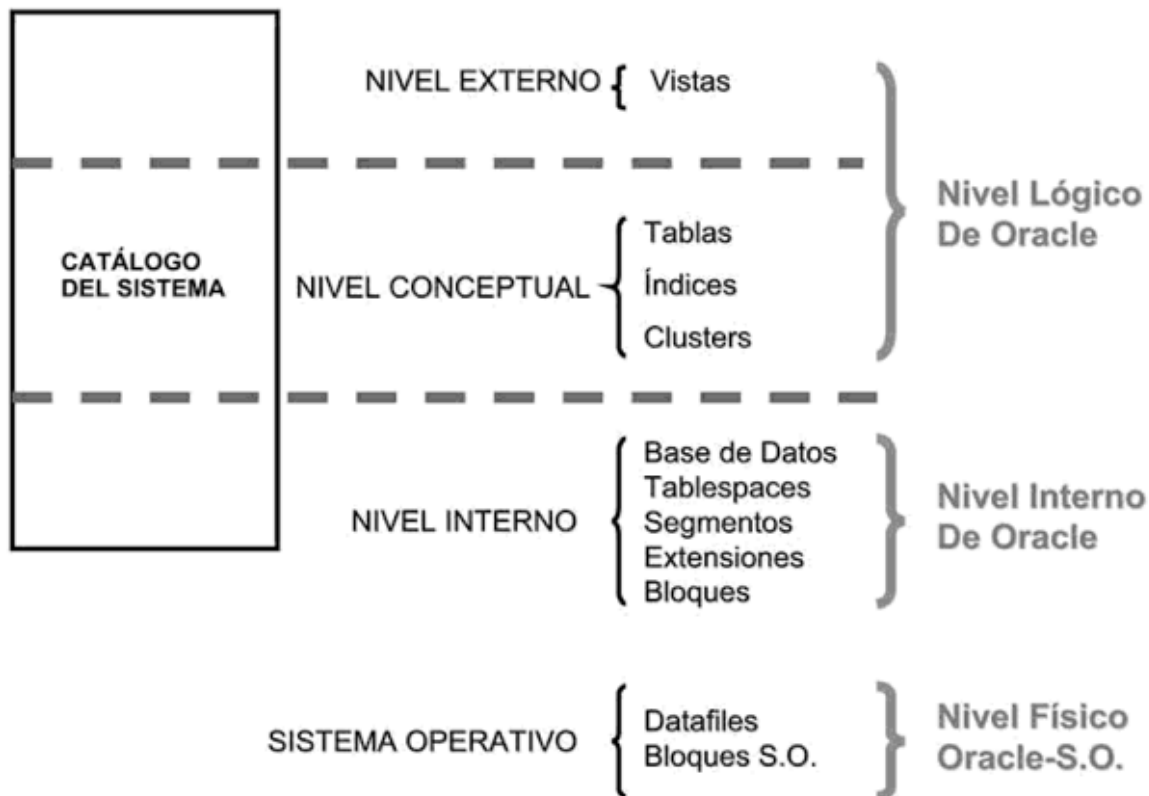 NIVEL EXTERNO
Vistas
Nivel Lógico
De Oracle
CATÁLOGO
DEL SISTEMA
NIVEL CONCEPTUAL
Tablas
Índices
Clusters
NIVEL INTERNO
Base de Datos
Tablespaces
Segmentos
Extensiones
Bloques
Nivel Interno
De Oracle
SISTEMA OPERATIVO
Datafiles
Bloques S.O.
Nivel Físico
Oracle-S.O.